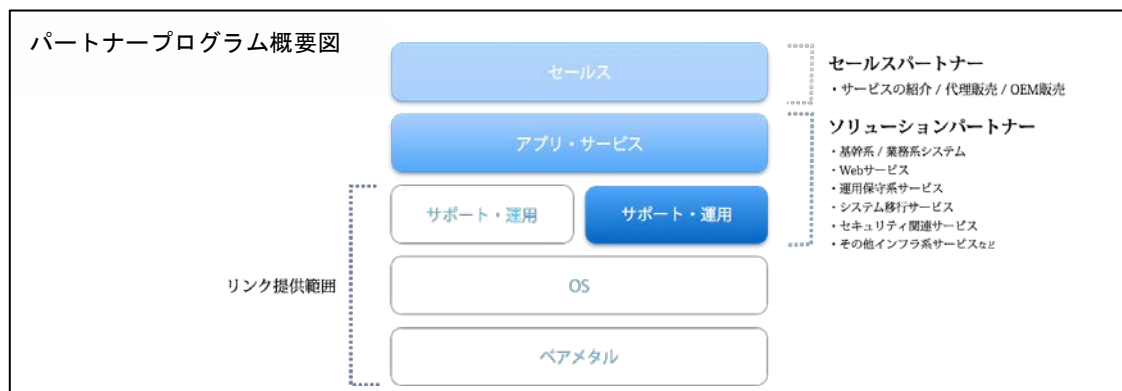 パートナープログラム概要図
セールス
セールスパートナー
・サービスの紹介 / 代理販売 / OEM販売
アプリ・サービス
ソリューションパートナー
・基幹系 / 業務系システム
・Webサービス
・運用保守系サービス
・システム移行サービス
・セキュリティ関連サービス
・その他インフラ系サービスなど
サポート・運用
サポート・運用
リンク提供範囲
OS
ベアメタル